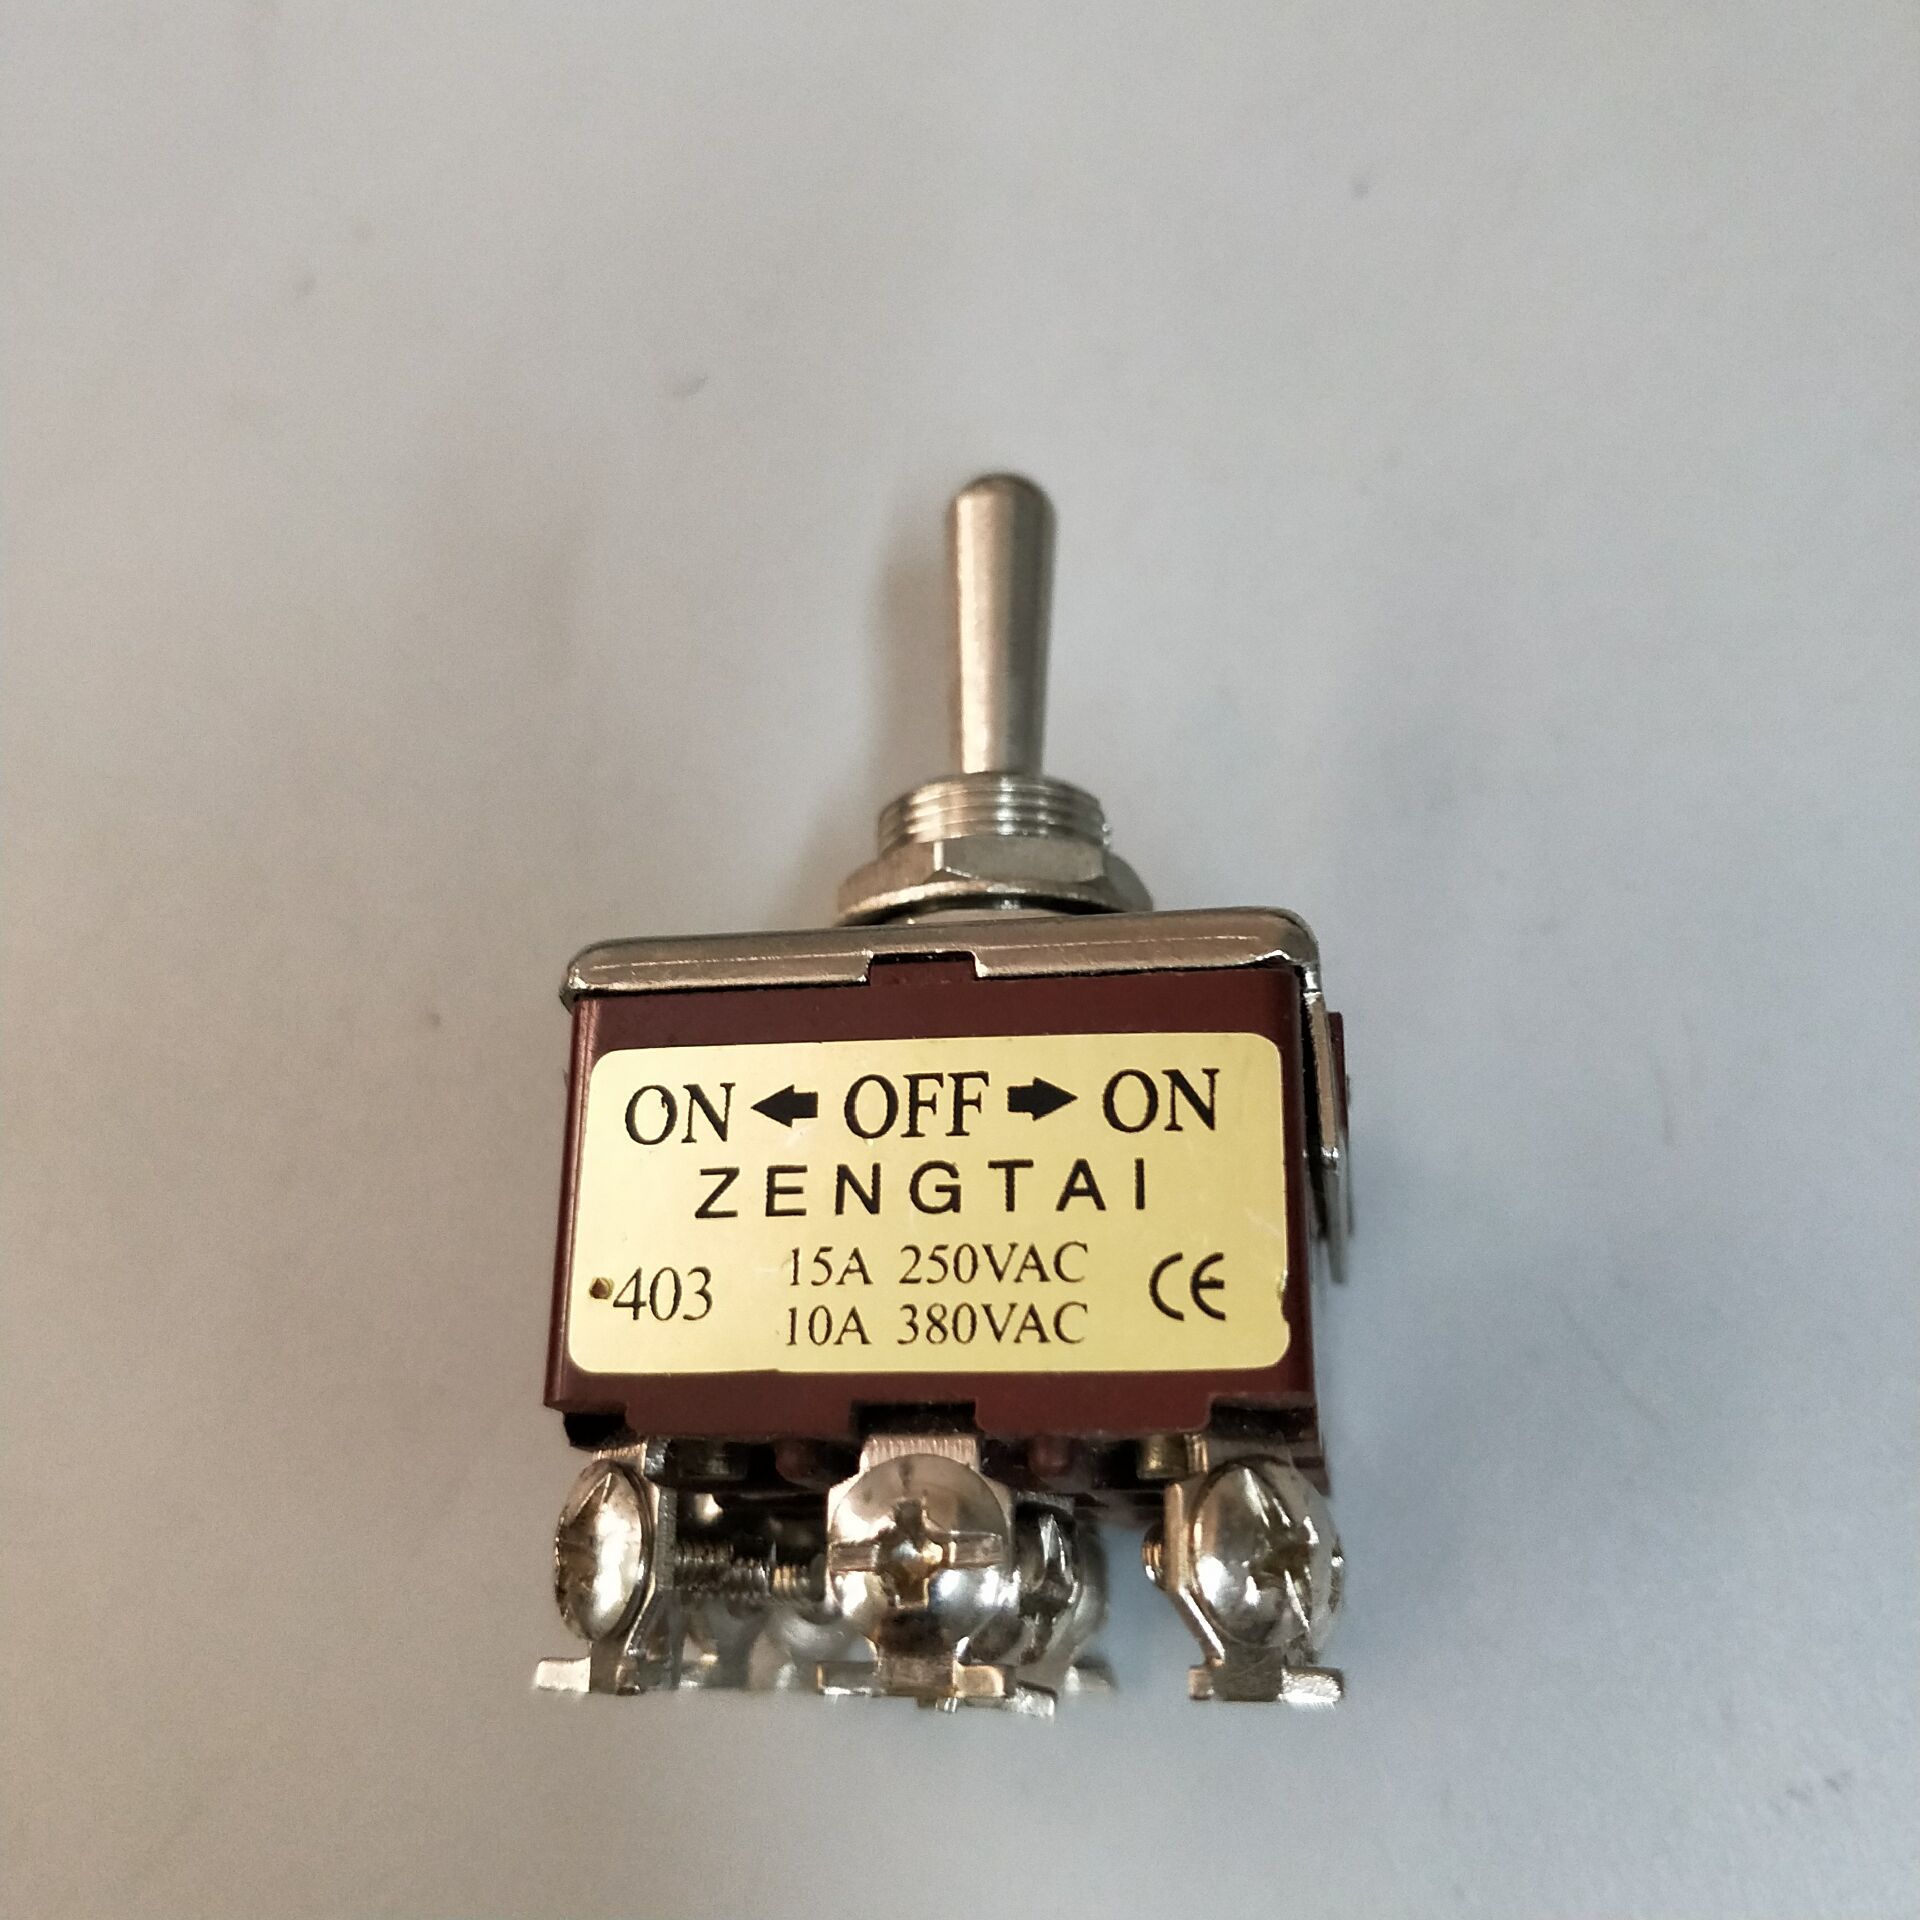 ON ← OFF → ON
ZENGTAI
403 15A 250VAC CE
10A 380VAC